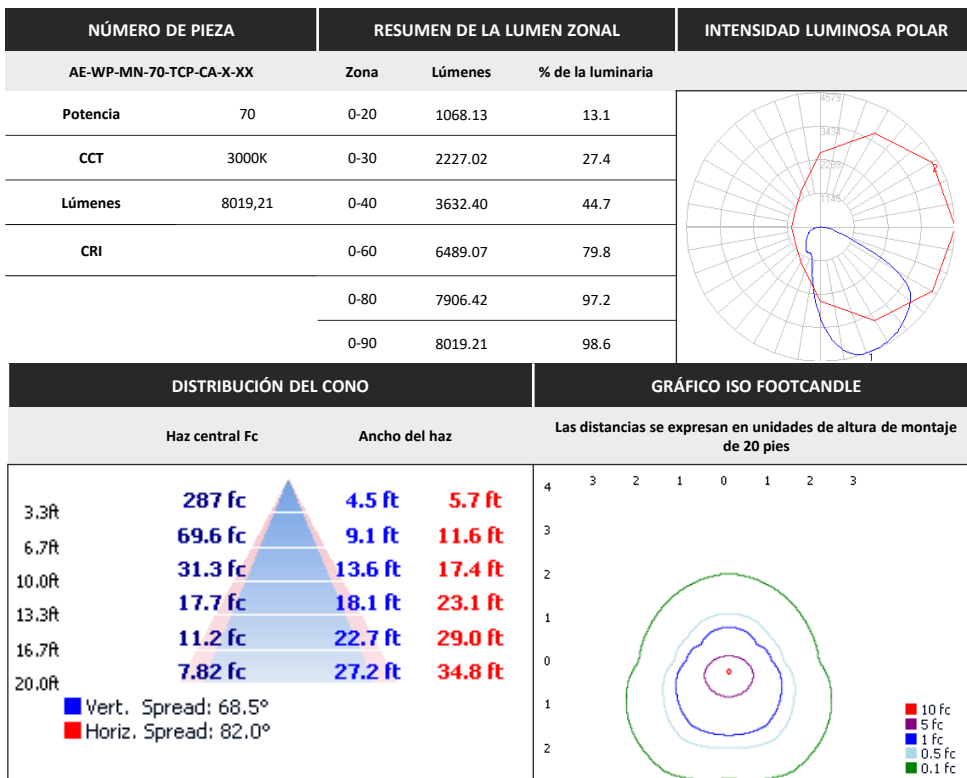 NÚMERO DE PIEZA
RESUMEN DE LA LUMEN ZONAL
INTENSIDAD LUMINOSA POLAR
AE-WP-MN-70-TCP-CA-X-XX
Zona Lúmenes % de la luminaria
Potencia 70
0-20 1068.13 13.1
CCT 3000K
0-30 2227.02 27.4
Lúmenes 8019,21
0-40 3632.40 44.7
CRI
0-60 6489.07 79.8
0-80 7906.42 97.2
0-90 8019.21 98.6
4579
3434
1145
2
1
DISTRIBUCIÓN DEL CONO
GRÁFICO ISO FOOTCANDLE
Haz central Fc Ancho del haz
Las distancias se expresan en unidades de altura de montaje
de 20 pies
3.3ft 287 fc 4.5 ft 5.7 ft
6.7ft 69.6 fc 9.1 ft 11.6 ft
10.0ft 31.3 fc 13.6 ft 17.4 ft
13.3ft 17.7 fc 18.1 ft 23.1 ft
16.7ft 11.2 fc 22.7 ft 29.0 ft
20.0ft 7.82 fc 27.2 ft 34.8 ft
Vert. Spread: 68.5°
Horiz. Spread: 82.0°
4 3 2 1 0 1 2 3
3
2
1
0
1
2
10 fc
5 fc
1 fc
0.5 fc
0.1 fc